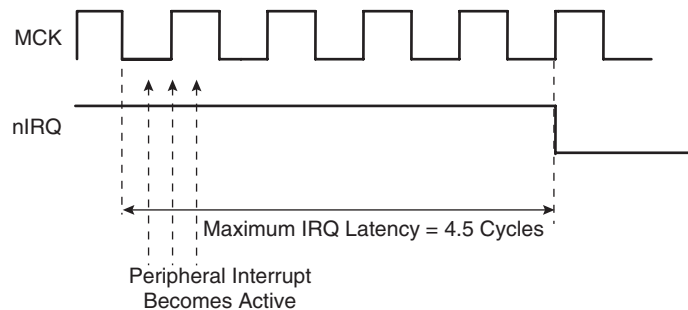 MCK
nIRQ
Maximum IRQ Latency = 4.5 Cycles
Peripheral Interrupt
Becomes Active